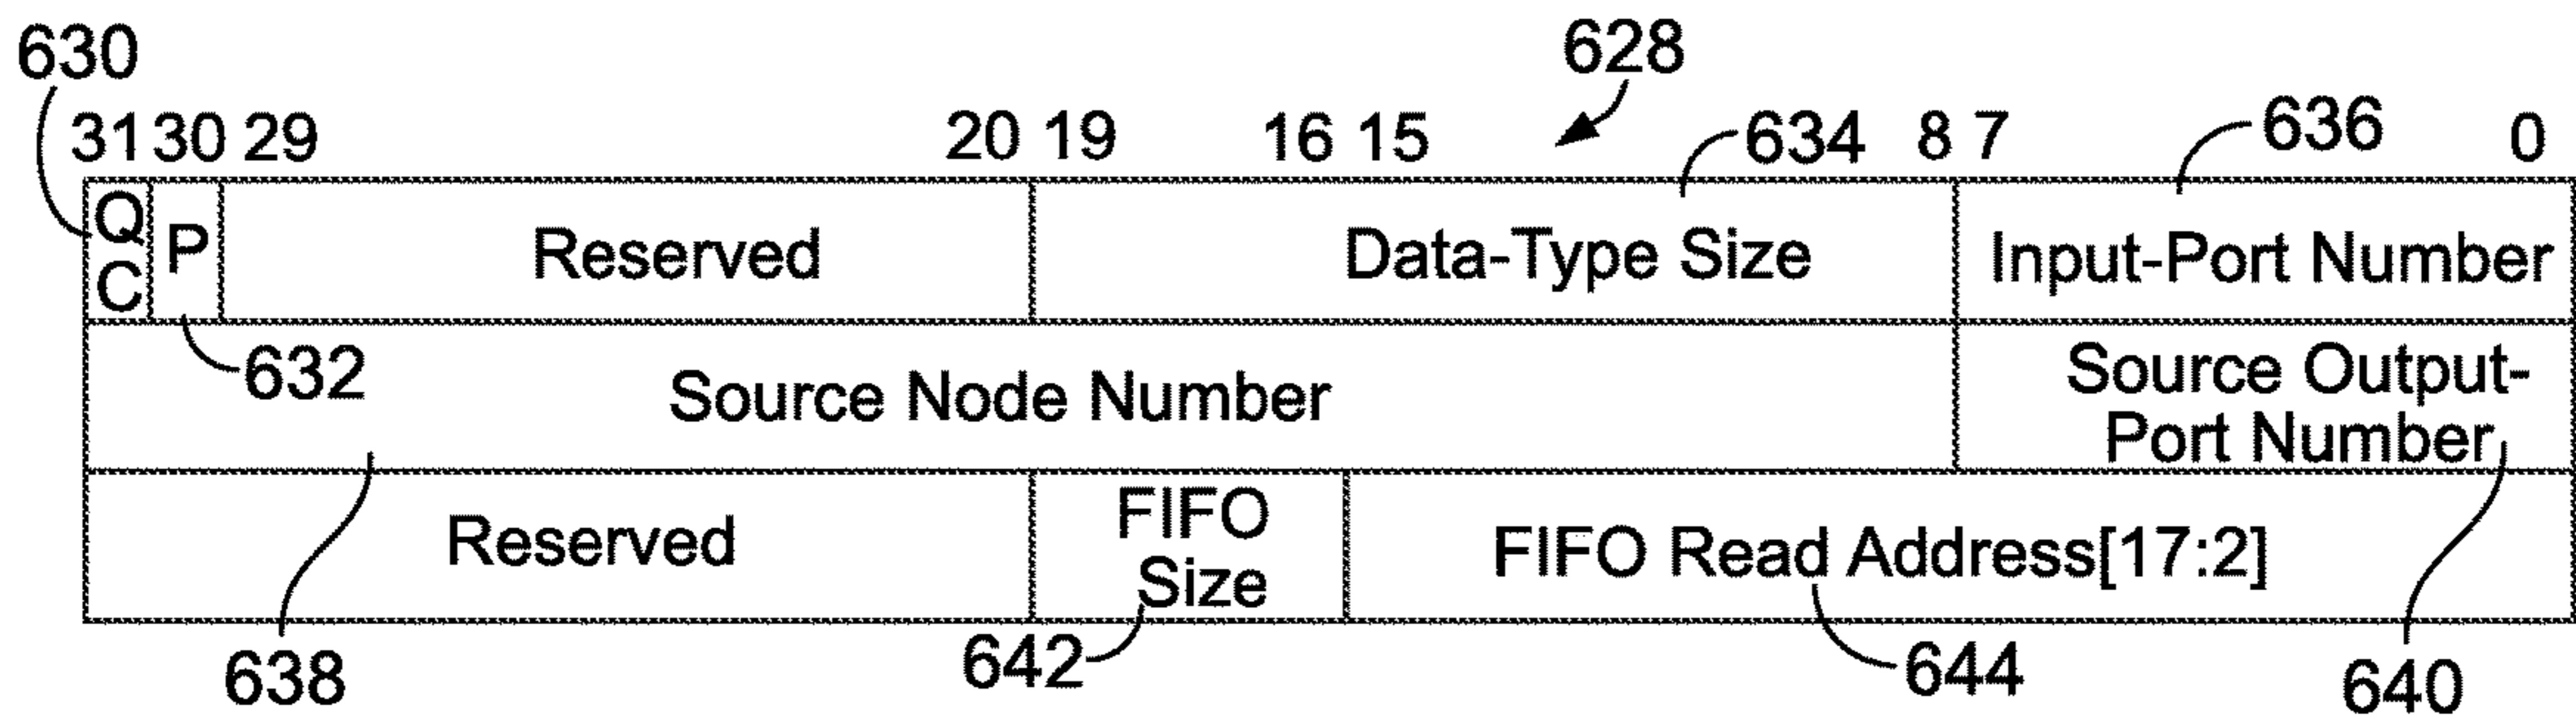 628
630
31 30 29 20 19 16 15 634 8 7 636 0
Q
C
P
Reserved
Data-Type Size
Input-Port Number
632
Source Node Number
Source Output-
Port Number
Reserved
FIFO
Size
FIFO Read Address[17:2]
638
642
644
640